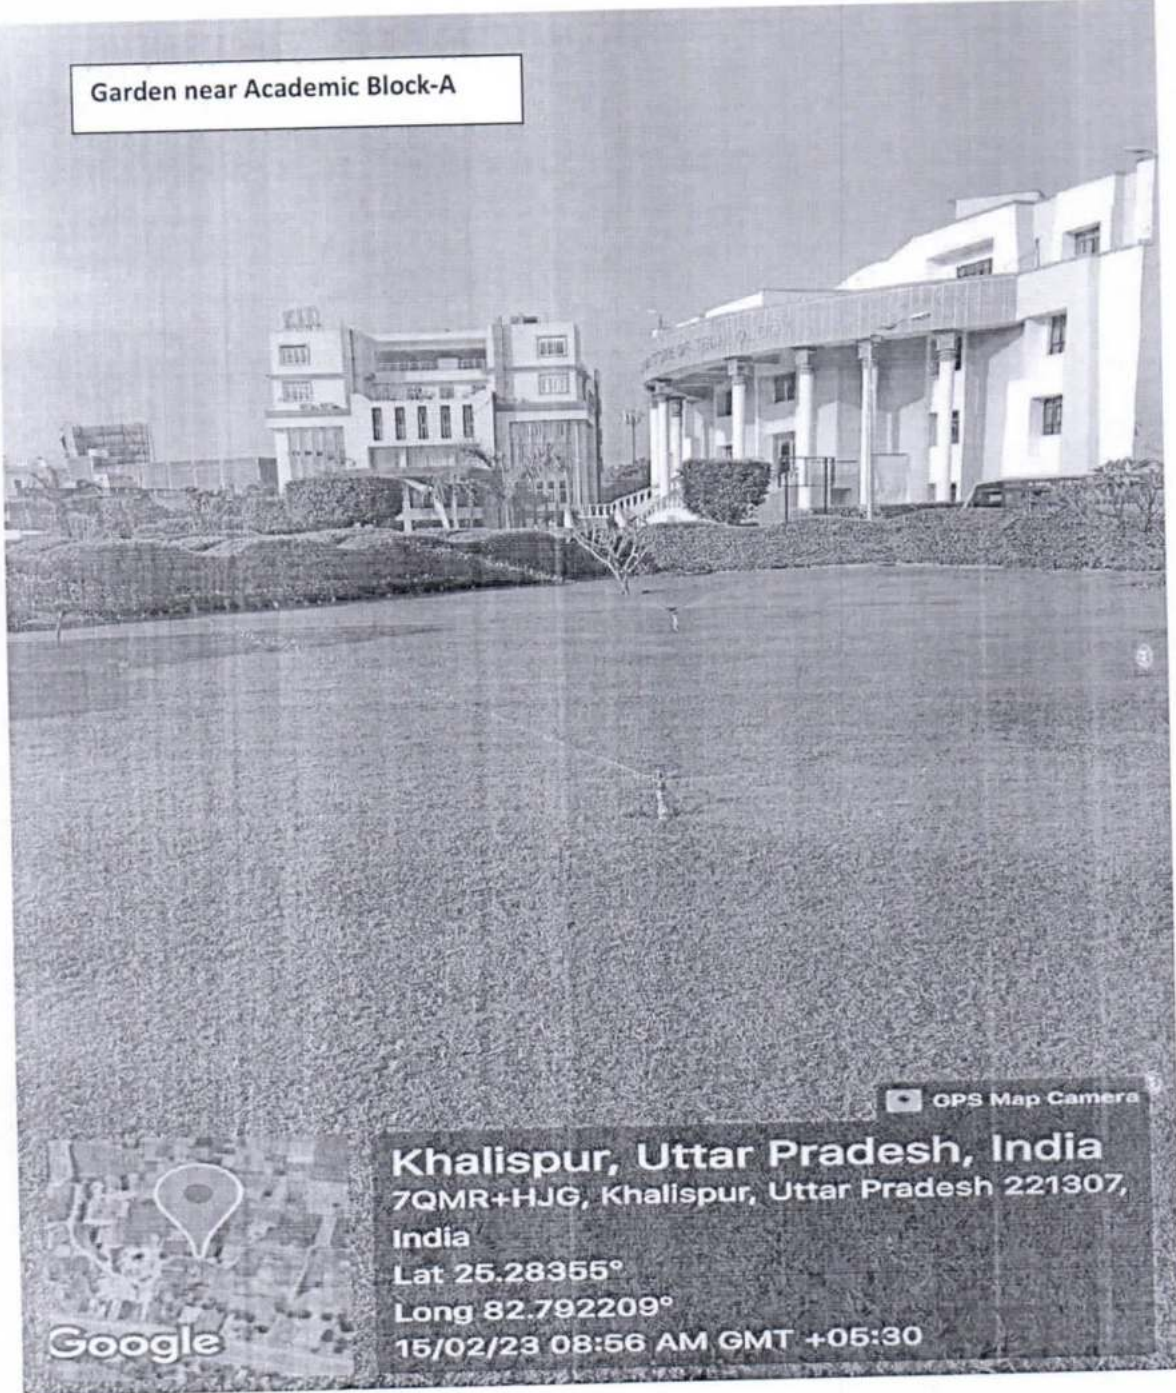 Garden near Academic Block-A
GPS Map Camera
Khalispur, Uttar Pradesh, India
7QMR+HJG, Khalispur, Uttar Pradesh 221307,
India
Lat 25.28355°
Long 82.792209°
15/02/23 08:56 AM GMT +05:30
Google